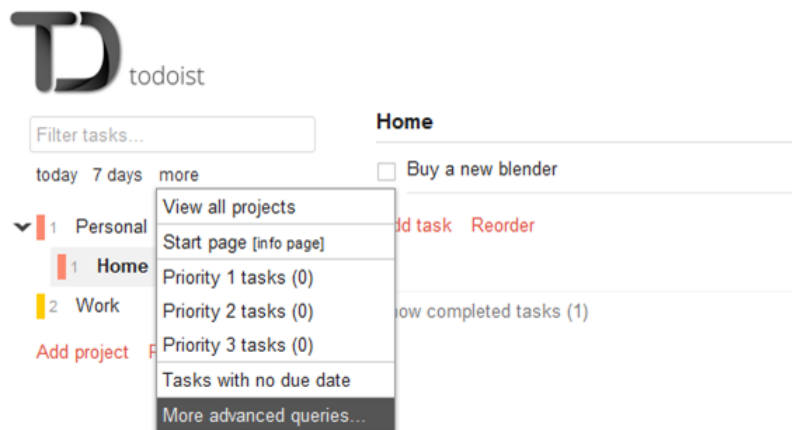 TD todoist
Filter tasks...
today 7 days more
View all projects
Start page [info page]
Priority 1 tasks (0)
Priority 2 tasks (0)
Priority 3 tasks (0)
Tasks with no due date
More advanced queries...
1 Personal
1 Home
2 Work
Add project
Home
Buy a new blender
task Reorder
completed tasks (1)